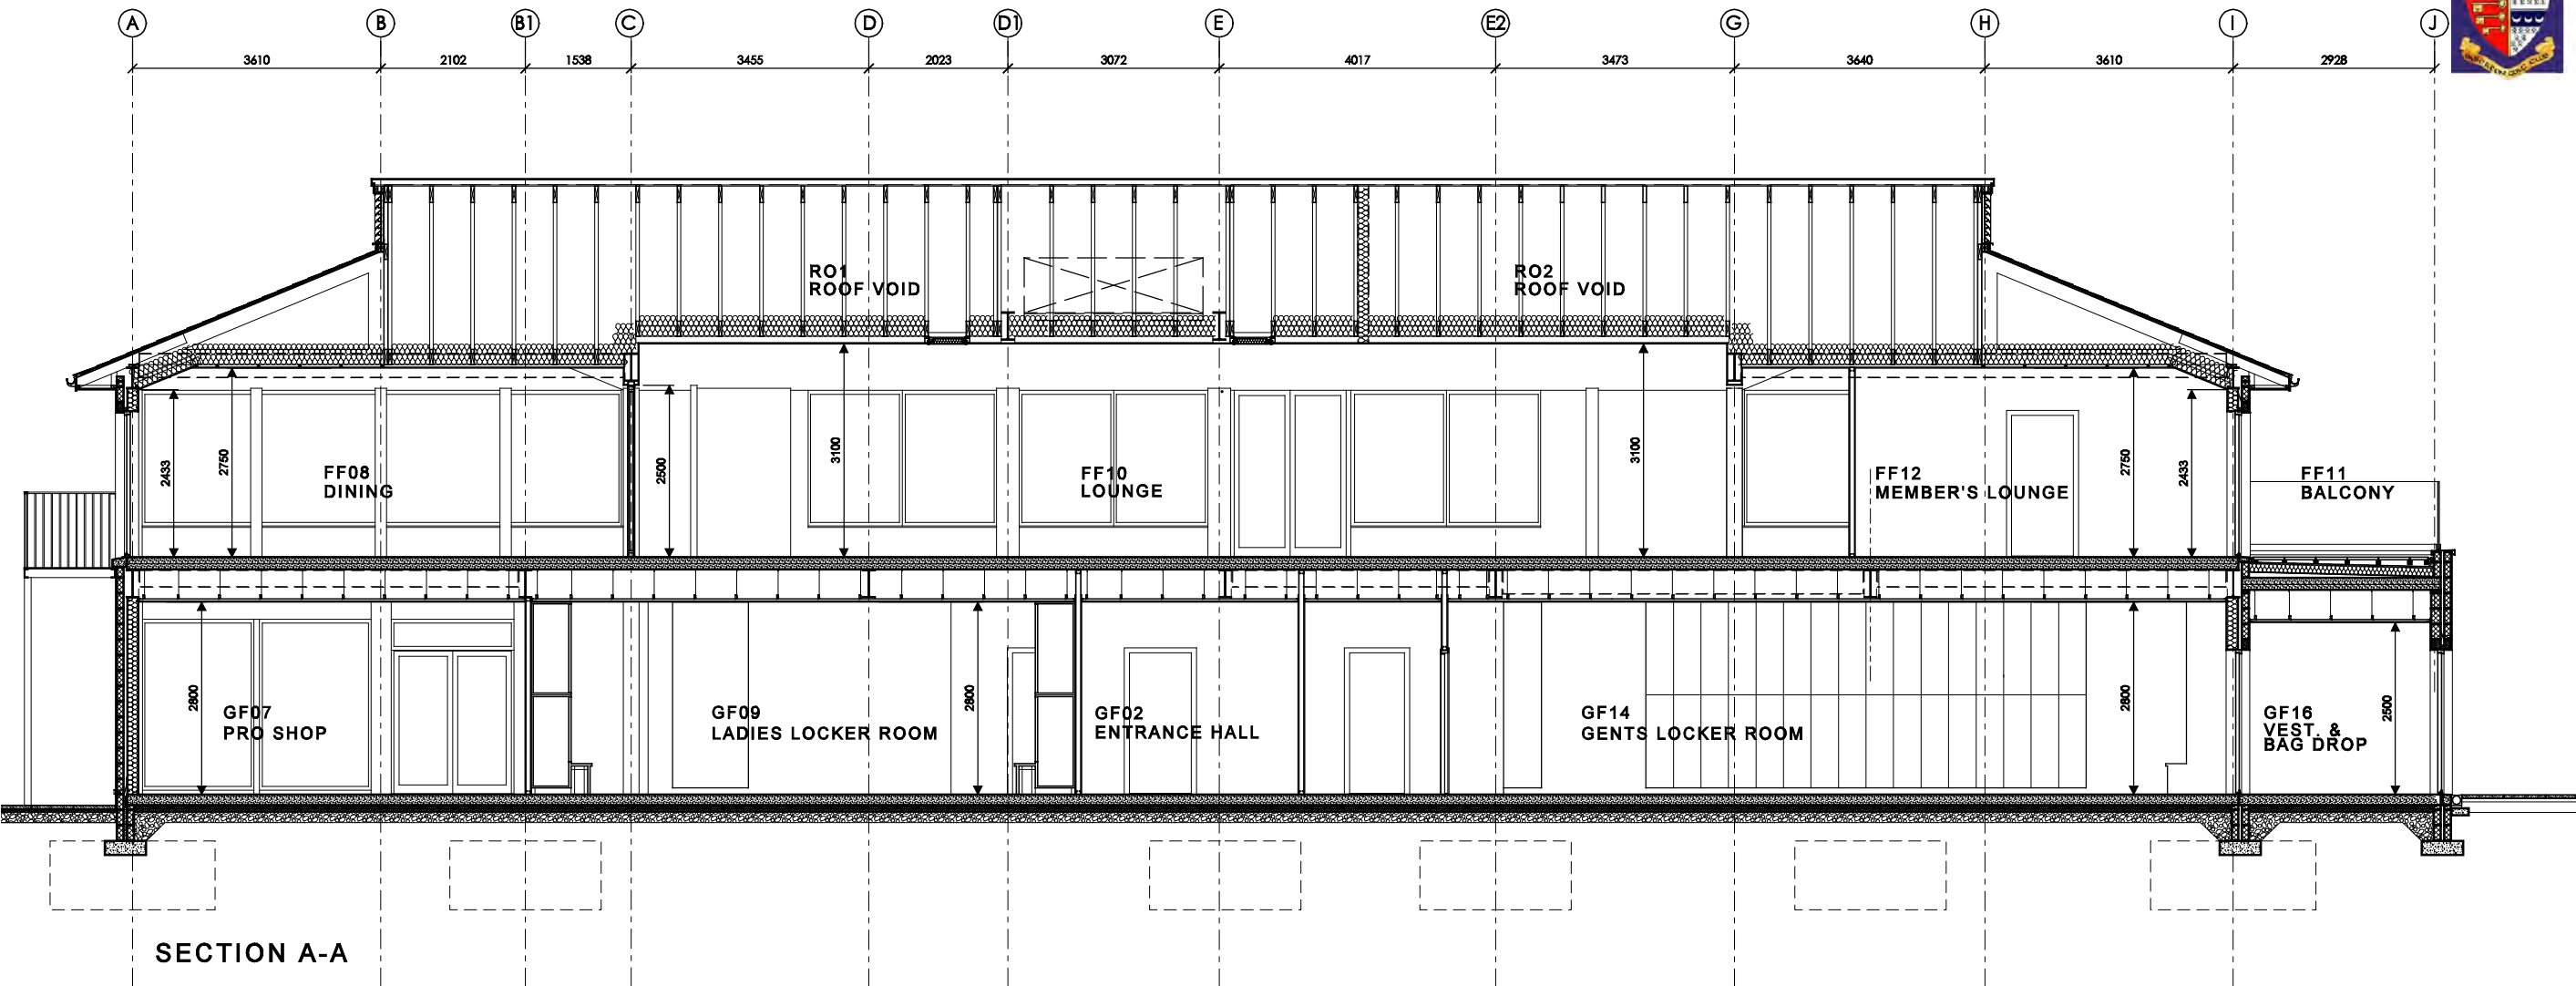 A B B1 C D D1 E E2 G H I J
3610 2102 1538 3455 2023 3072 4017 3473 3640 3610 2928
RO1
ROOF VOID
RO2
ROOF VOID
2433
2750
FF08
DINING
2500
3100
FF10
LOUNGE
3100
FF12
MEMBER'S LOUNGE
2750
2433
FF11
BALCONY
2800
GF07
PRO SHOP
GF09
LADIES LOCKER ROOM
2800
GF02
ENTRANCE HALL
GF14
GENTS LOCKER ROOM
2800
GF16
VEST. &
BAG DROP
2500
SECTION A-A